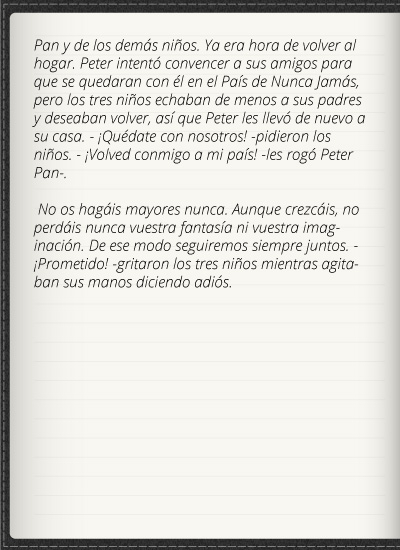 Pan y de los demás niños. Ya era hora de volver al
hogar. Peter intentó convencer a sus amigos para
que se quedaran con él en el País de Nunca Jamás,
pero los tres niños echaban de menos a sus padres
y deseaban volver, así que Peter les llevó de nuevo a
su casa. - ¡Quédate con nosotros! -pidieron los
niños. - ¡Volved conmigo a mi país! -les rogó Peter
Pan-.
No os hagáis mayores nunca. Aunque crezcáis, no
perdáis nunca vuestra fantasía ni vuestra imag-
inación. De ese modo seguiremos siempre juntos. -
¡Prometido! -gritaron los tres niños mientras agita-
ban sus manos diciendo adiós.